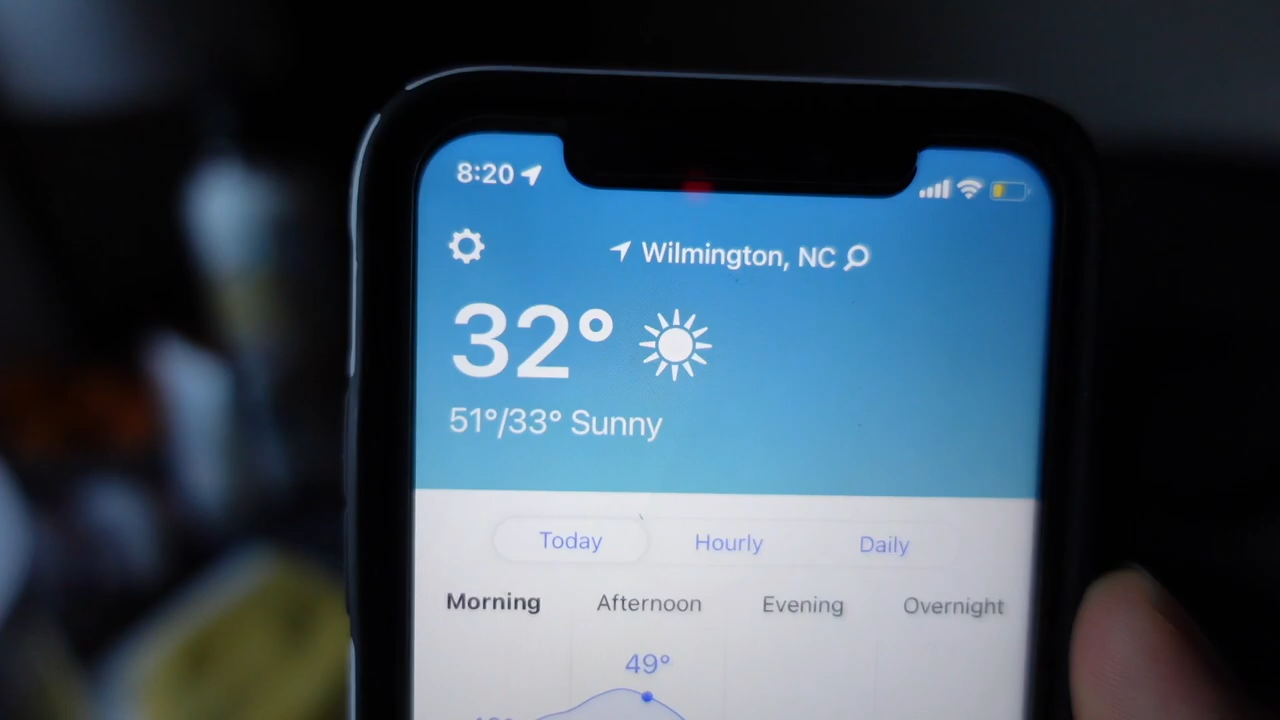 8:20
Wilmington, NC
32°
51°/33° Sunny
Today Hourly Daily
Morning Afternoon Evening Overnight
49°